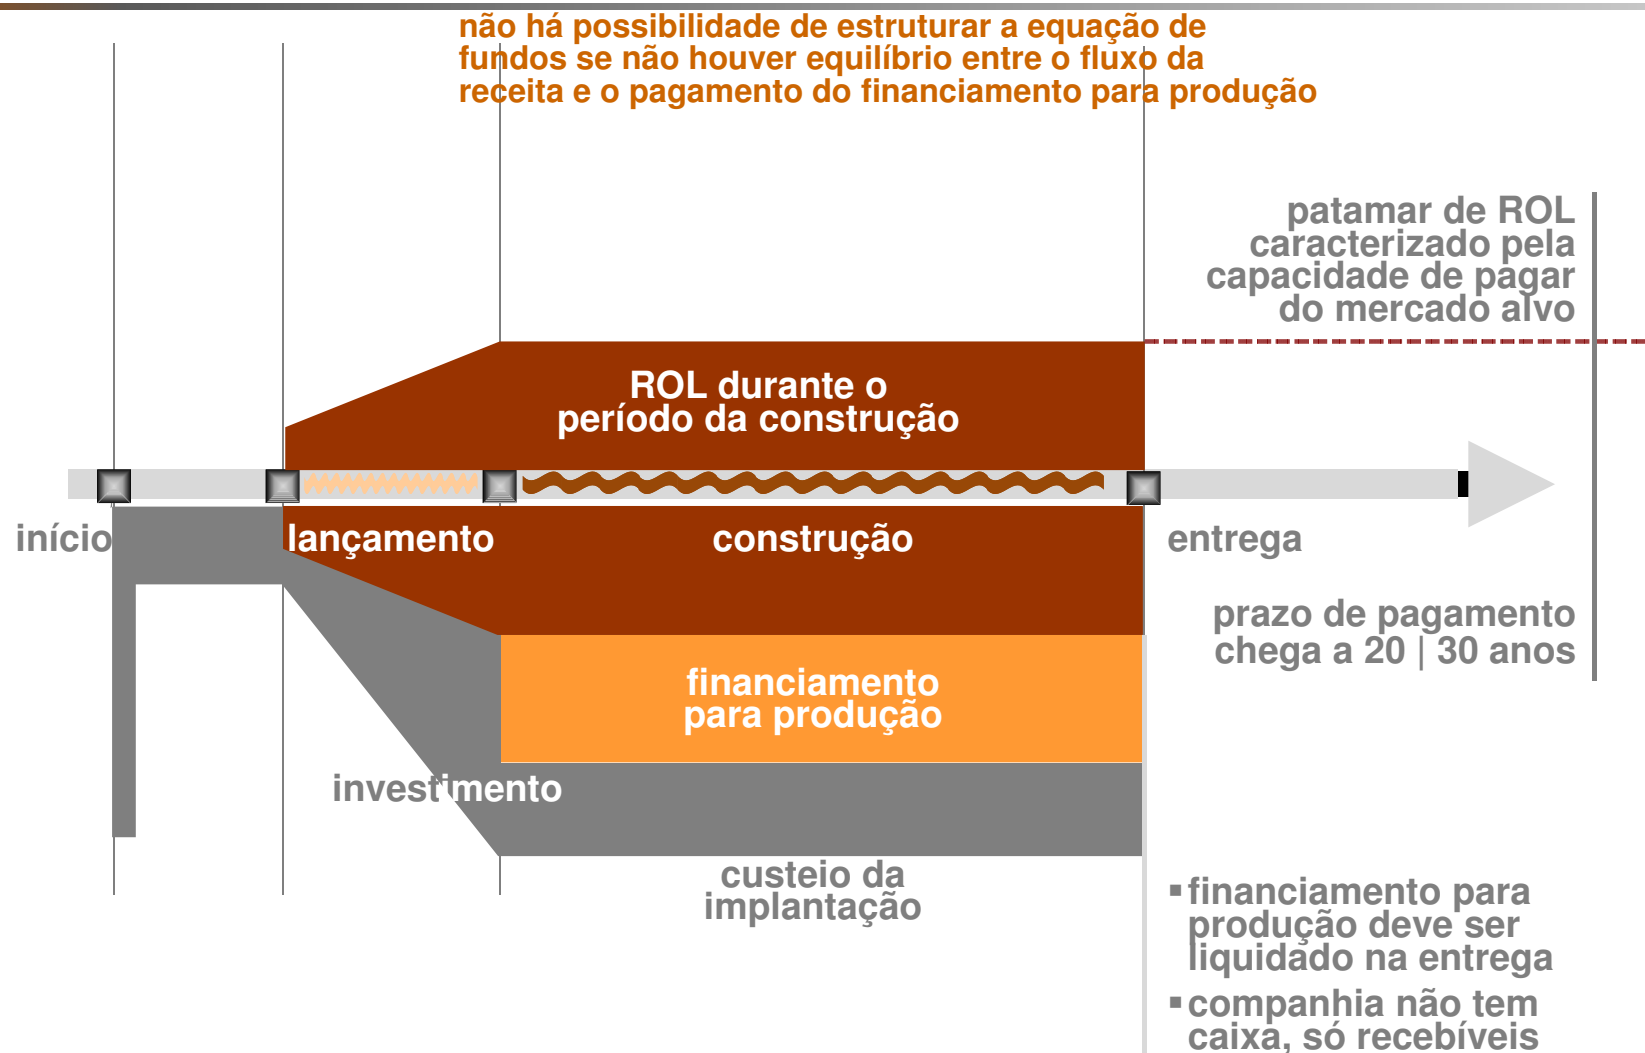 não há possibilidade de estruturar a equação de
fundos se não houver equilíbrio entre o fluxo da
receita e o pagamento do financiamento para produção
patamar de ROL
caracterizado pela
capacidade de pagar
do mercado alvo
ROL durante o
período da construção
início
lançamento
construção
entrega
prazo de pagamento
chega a 20 | 30 anos
financiamento
para produção
investimento
custeio da
implantação
▪ financiamento para
produção deve ser
liquidado na entrega
▪ companhia não tem
caixa, só recebíveis